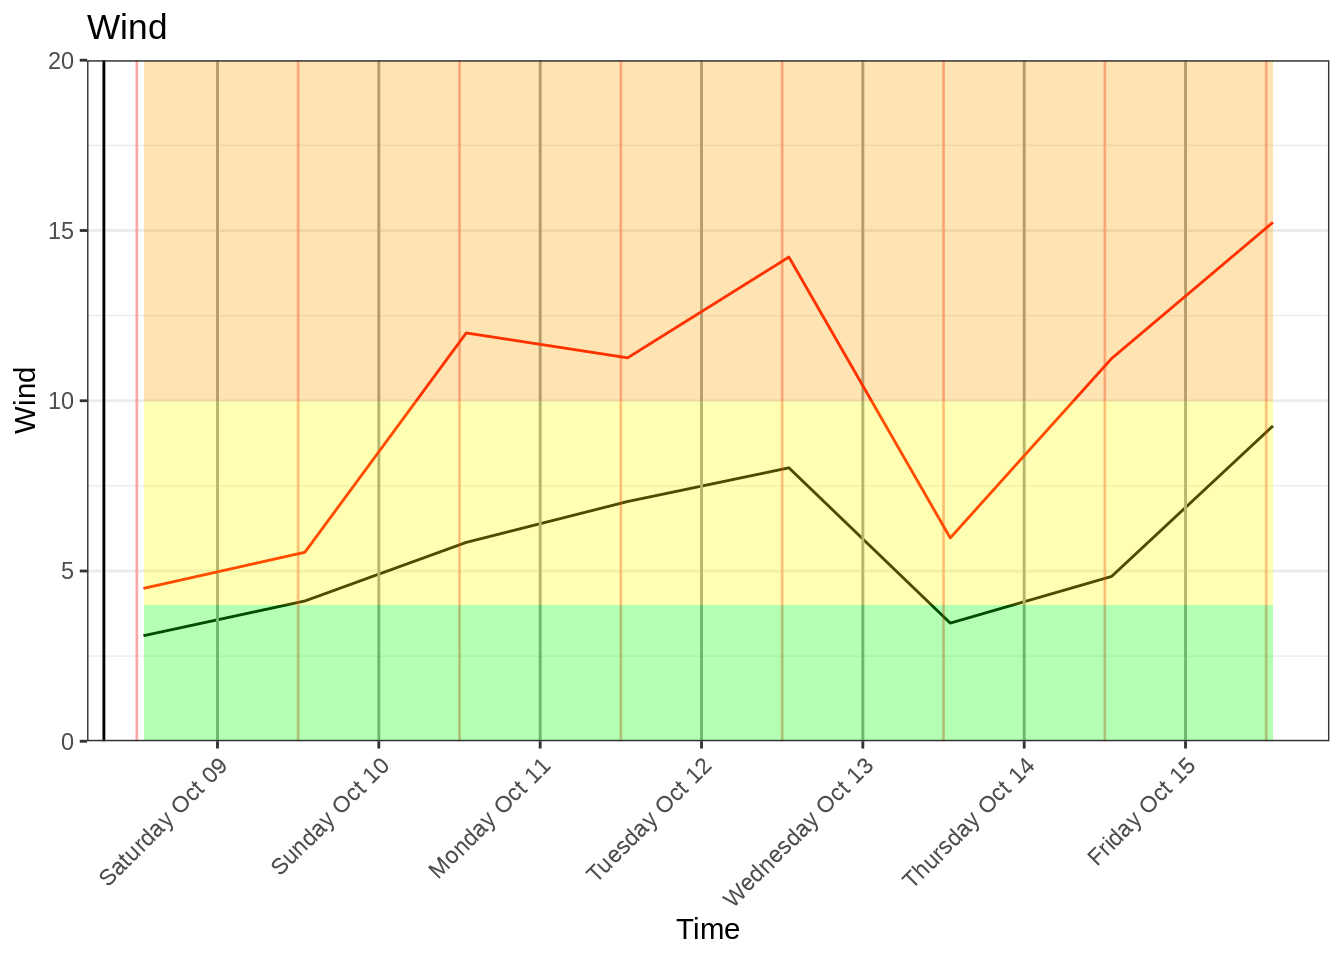 Wind
20
15
10
5
0
Wind
Saturday Oct 09
Sunday Oct 10
Monday Oct 11
Tuesday Oct 12
Wednesday Oct 13
Thursday Oct 14
Friday Oct 15
Time